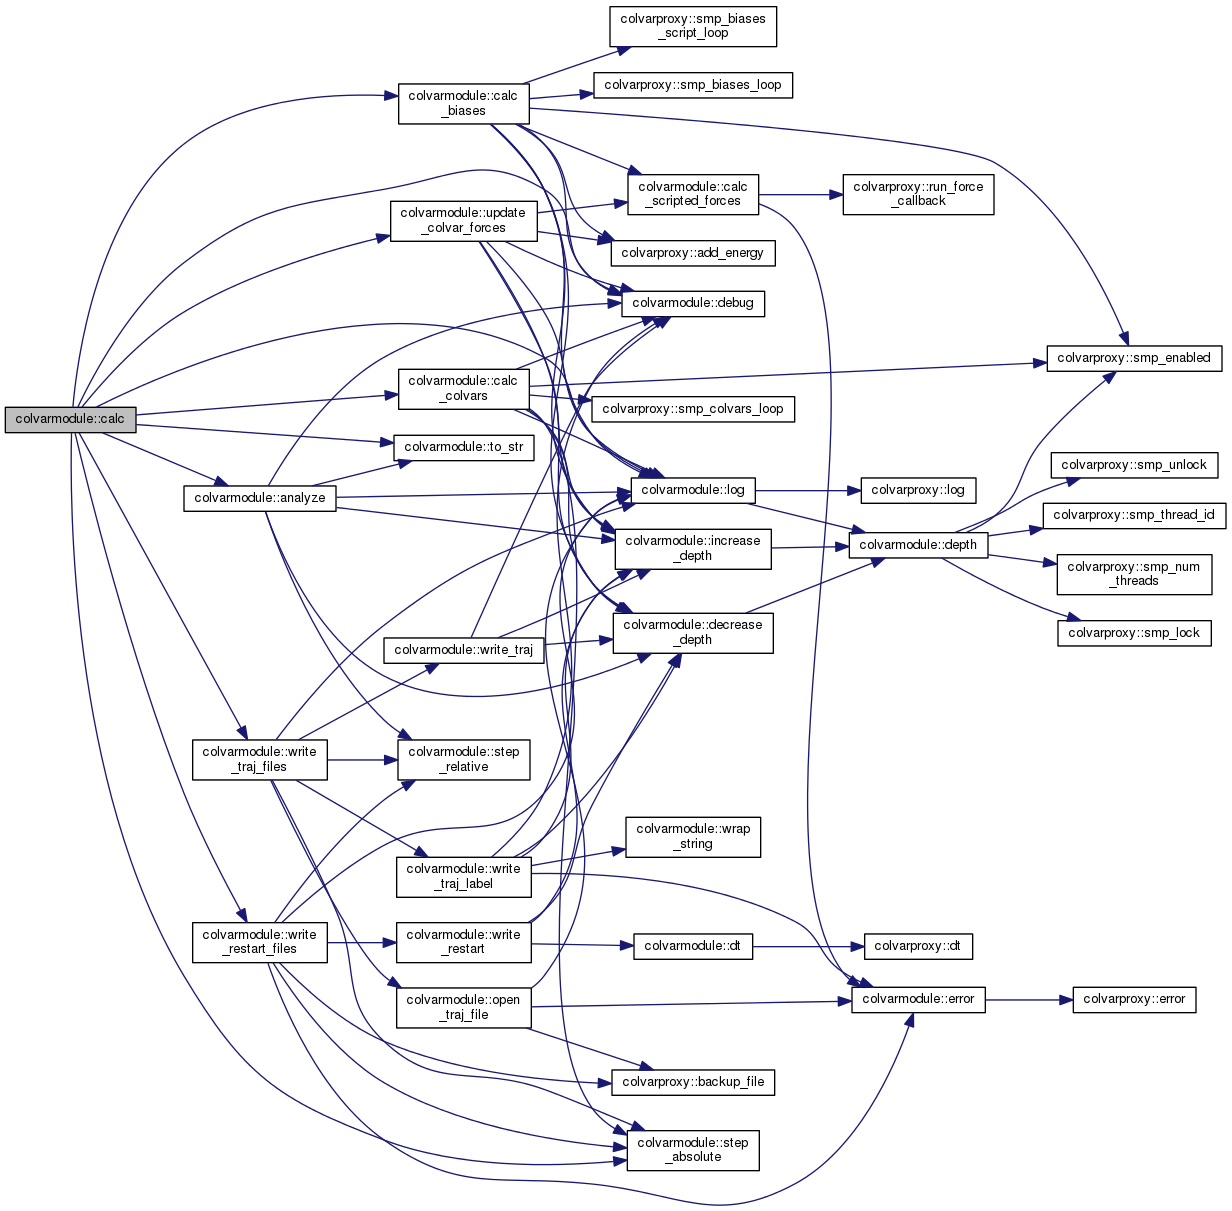 colvarproxy::smp_biases
_script_loop
colvarmodule::calc
_biases
colvarproxy::smp_biases_loop
colvarmodule::calc
_scripted_forces
colvarproxy::run_force
_callback
colvarmodule::update
_colvar_forces
colvarproxy::add_energy
colvarmodule::debug
colvarproxy::smp_enabled
colvarmodule::calc
_colvars
colvarproxy::smp_colvars_loop
colvarmodule::calc
colvarmodule::to_str
colvarproxy::smp_unlock
colvarmodule::analyze
colvarmodule::log
colvarproxy::log
colvarproxy::smp_thread_id
colvarmodule::increase
_depth
colvarmodule::depth
colvarproxy::smp_num
_threads
colvarmodule::decrease
_depth
colvarproxy::smp_lock
colvarmodule::write_traj
colvarmodule::write
_traj_files
colvarmodule::step
_relative
colvarmodule::wrap
_string
colvarmodule::write
_traj_label
colvarmodule::write
_restart_files
colvarmodule::write
_restart
colvarmodule::dt
colvarproxy::dt
colvarmodule::open
_traj_file
colvarmodule::error
colvarproxy::error
colvarproxy::backup_file
colvarmodule::step
_absolute